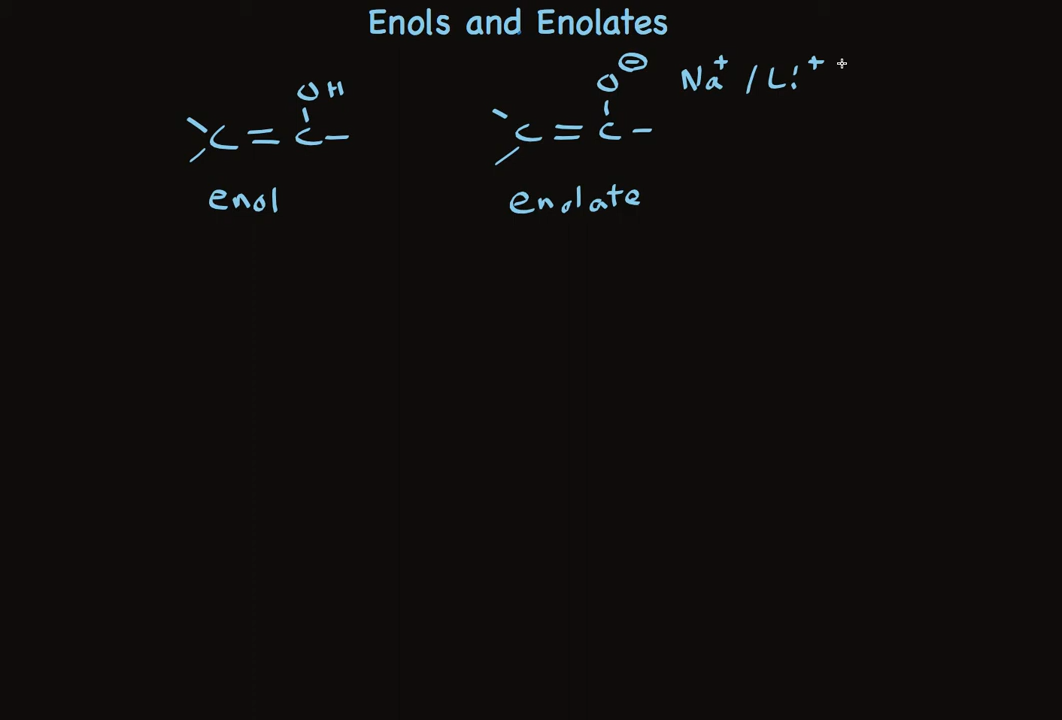 Enols and Enolates
OH
C = C -
enol
O⊖ Na+ / Li+
C = C -
enolate